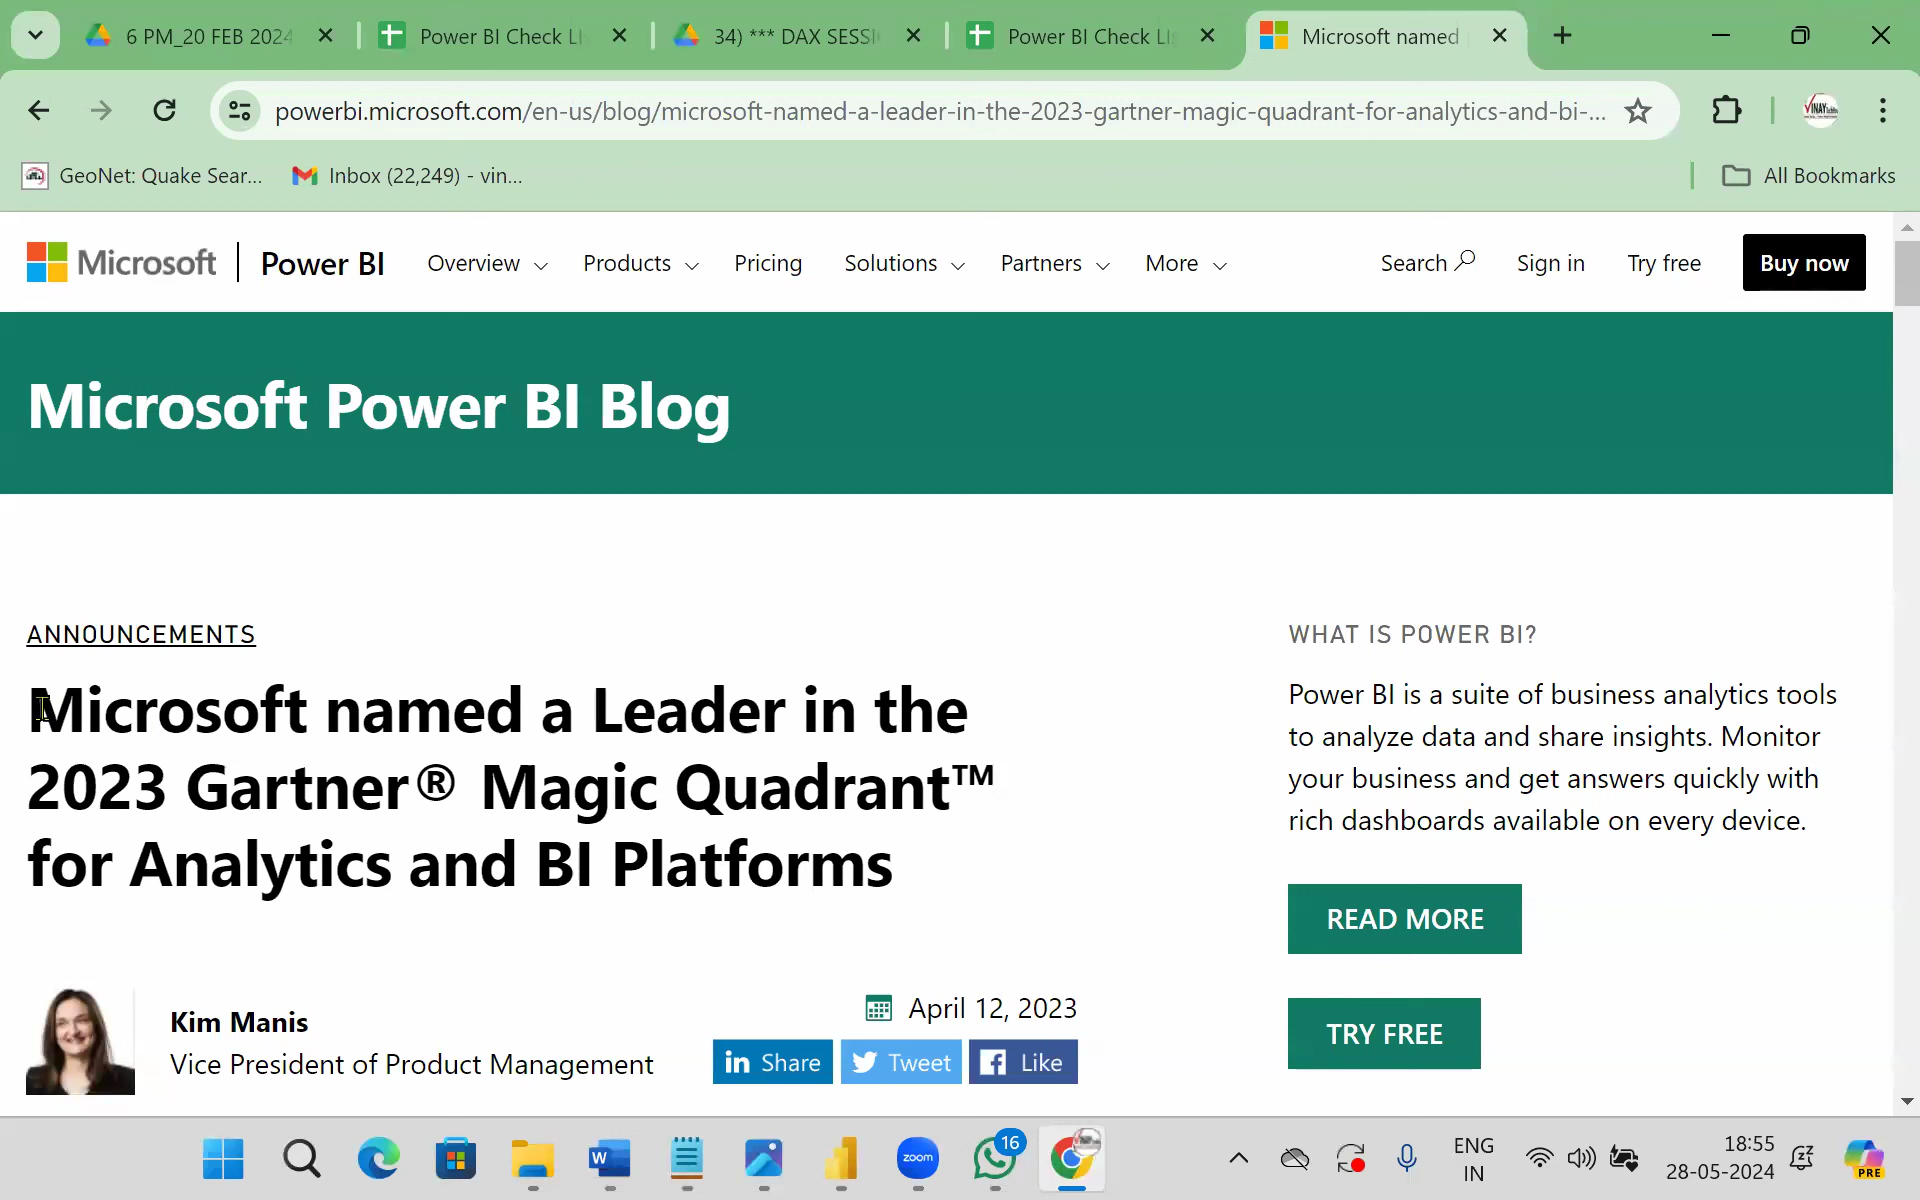 6 PM_20 FEB 2024
Power BI Check Li
34) *** DAX SESSI
Power BI Check Lis
Microsoft named
powerbi.microsoft.com/en-us/blog/microsoft-named-a-leader-in-the-2023-gartner-magic-quadrant-for-analytics-and-bi-...
GeoNet: Quake Sear...
Inbox (22,249) - vin...
All Bookmarks
Microsoft
Power BI
Overview
Products
Pricing
Solutions
Partners
More
Search
Sign in
Try free
Buy now
Microsoft Power BI Blog
ANNOUNCEMENTS
Microsoft named a Leader in the
2023 Gartner® Magic Quadrant™
for Analytics and BI Platforms
Kim Manis
Vice President of Product Management
April 12, 2023
in Share
Tweet
Like
WHAT IS POWER BI?
Power BI is a suite of business analytics tools
to analyze data and share insights. Monitor
your business and get answers quickly with
rich dashboards available on every device.
READ MORE
TRY FREE
W
zoom
16
ENG
IN
18:55
28-05-2024
PRE